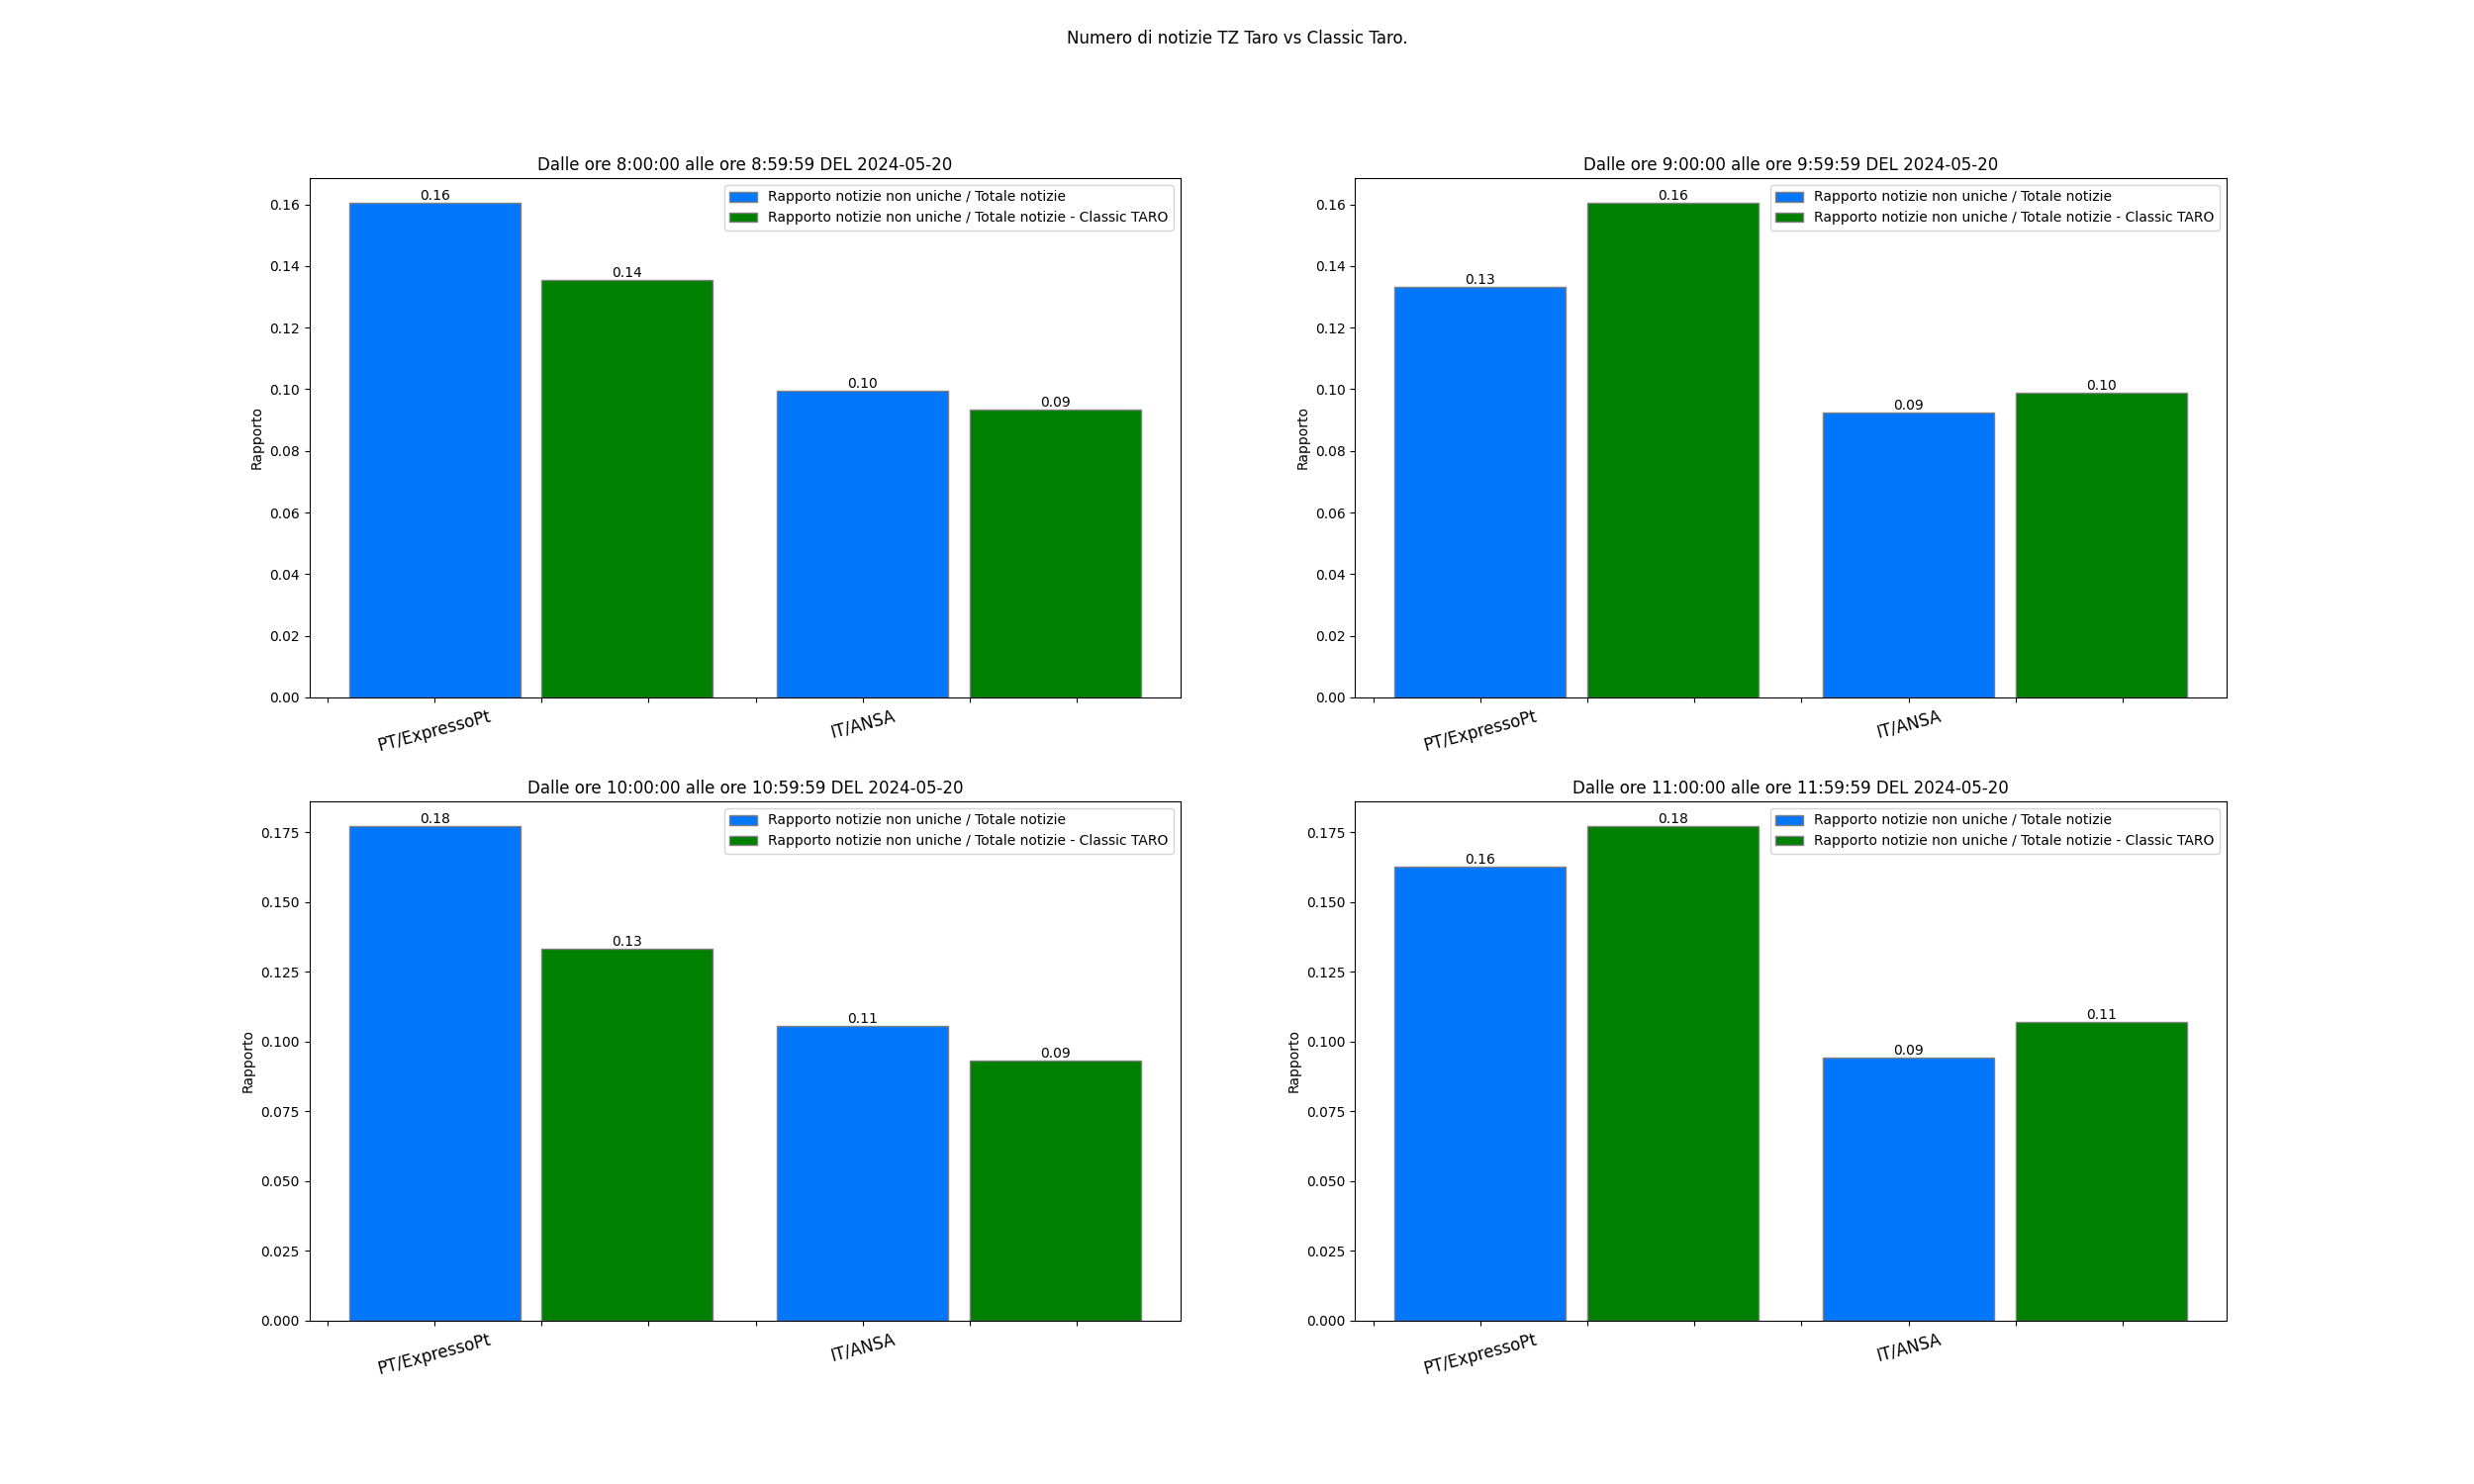 Numero di notizie TZ Taro vs Classic Taro.
Dalle ore 8:00:00 alle ore 8:59:59 DEL 2024-05-20
Rapporto notizie non uniche / Totale notizie
Rapporto notizie non uniche / Totale notizie - Classic TARO
0.16
0.14
0.10
0.09
0.16
0.14
0.12
0.10
0.08
0.06
0.04
0.02
0.00
Rapporto
PT/ExpressoPt
IT/ANSA
Dalle ore 9:00:00 alle ore 9:59:59 DEL 2024-05-20
Rapporto notizie non uniche / Totale notizie
Rapporto notizie non uniche / Totale notizie - Classic TARO
0.13
0.16
0.09
0.10
0.16
0.14
0.12
0.10
0.08
0.06
0.04
0.02
0.00
Rapporto
PT/ExpressoPt
IT/ANSA
Dalle ore 10:00:00 alle ore 10:59:59 DEL 2024-05-20
Rapporto notizie non uniche / Totale notizie
Rapporto notizie non uniche / Totale notizie - Classic TARO
0.18
0.13
0.11
0.09
0.175
0.150
0.125
0.100
0.075
0.050
0.025
0.000
Rapporto
PT/ExpressoPt
IT/ANSA
Dalle ore 11:00:00 alle ore 11:59:59 DEL 2024-05-20
Rapporto notizie non uniche / Totale notizie
Rapporto notizie non uniche / Totale notizie - Classic TARO
0.16
0.18
0.09
0.11
0.175
0.150
0.125
0.100
0.075
0.050
0.025
0.000
Rapporto
PT/ExpressoPt
IT/ANSA